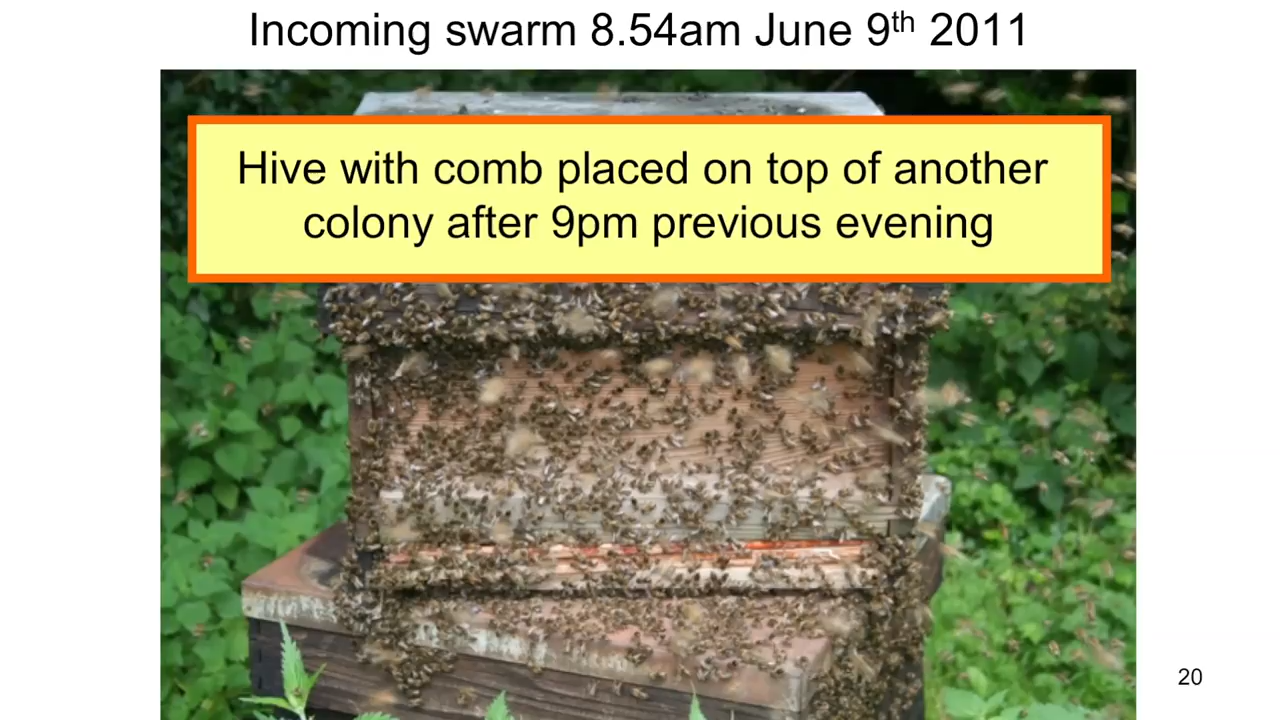 Incoming swarm 8.54am June 9th 2011
Hive with comb placed on top of another
colony after 9pm previous evening
20